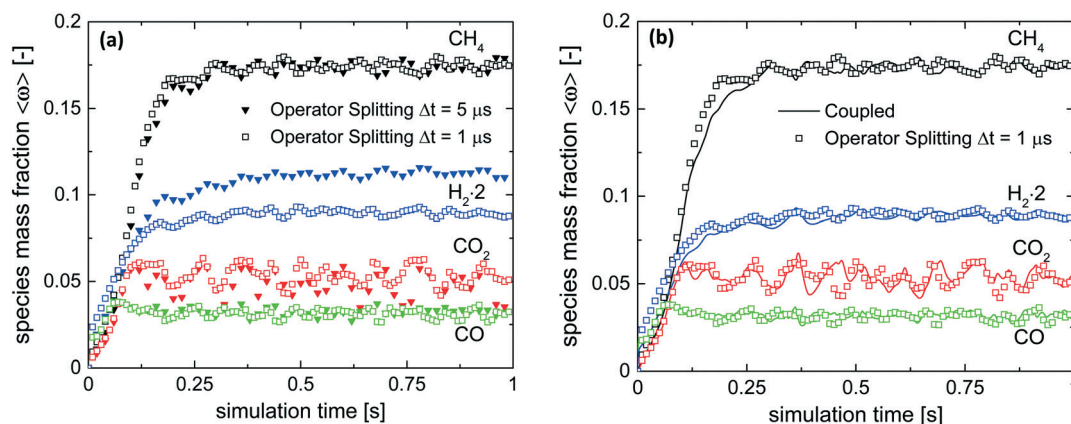 (a)
CH₄
▼ Operator Splitting Δt = 5 μs
□ Operator Splitting Δt = 1 μs
H₂·2
CO₂
CO
species mass fraction <ω> [-]
0.2
0.15
0.1
0.05
0
0 0.25 0.5 0.75 1
simulation time [s]
(b)
CH₄
— Coupled
□ Operator Splitting Δt = 1 μs
H₂·2
CO₂
CO
species mass fraction <ω> [-]
0.2
0.15
0.1
0.05
0
0 0.25 0.5 0.75 1
simulation time [s]